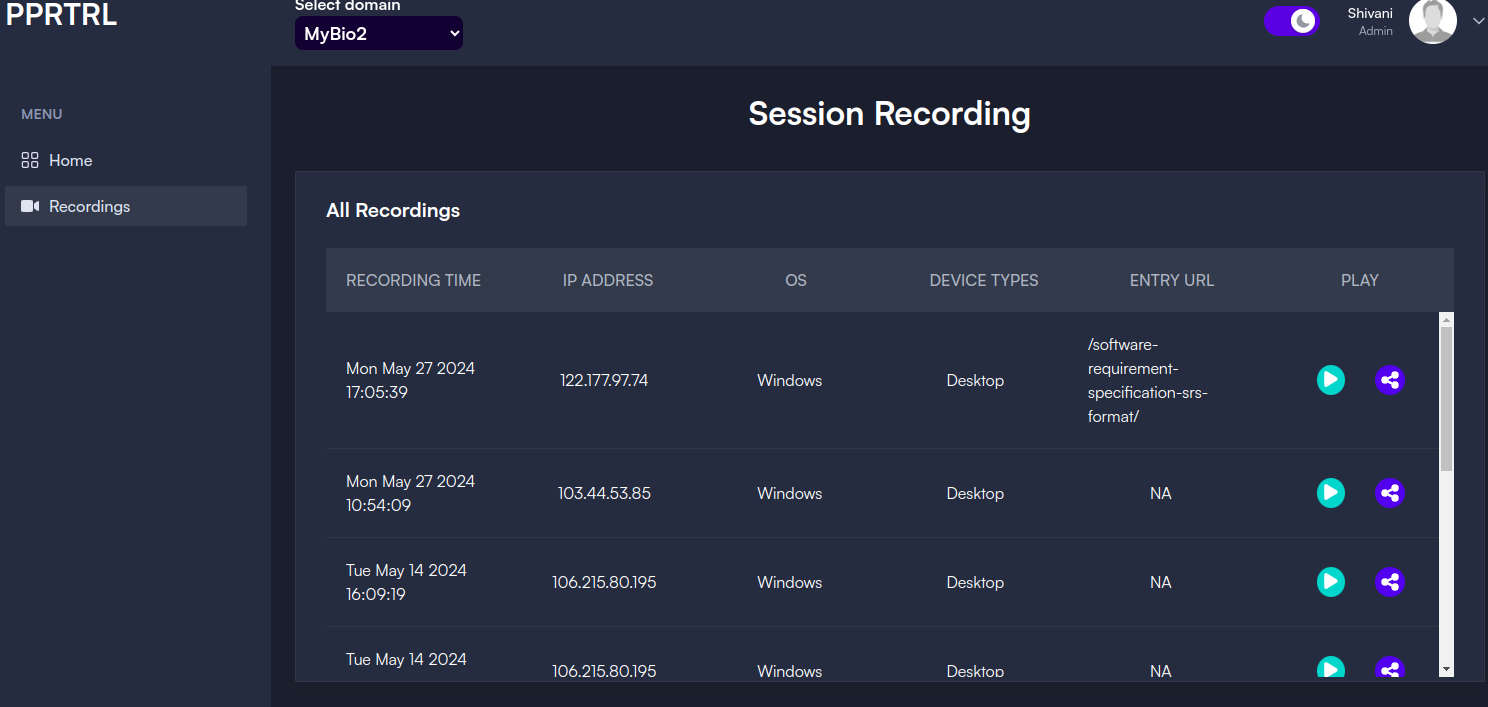 PPRTRL
Select domain
MyBio2
Shivani
Admin
MENU
Home
Recordings
Session Recording
All Recordings
RECORDING TIME IP ADDRESS OS DEVICE TYPES ENTRY URL PLAY
/software-
requirement-
specification-srs-
format/
Mon May 27 2024
17:05:39
122.177.97.74 Windows Desktop
Mon May 27 2024
10:54:09
103.44.53.85 Windows Desktop NA
Tue May 14 2024
16:09:19
106.215.80.195 Windows Desktop NA
Tue May 14 2024
106.215.80.195 Windows Desktop NA